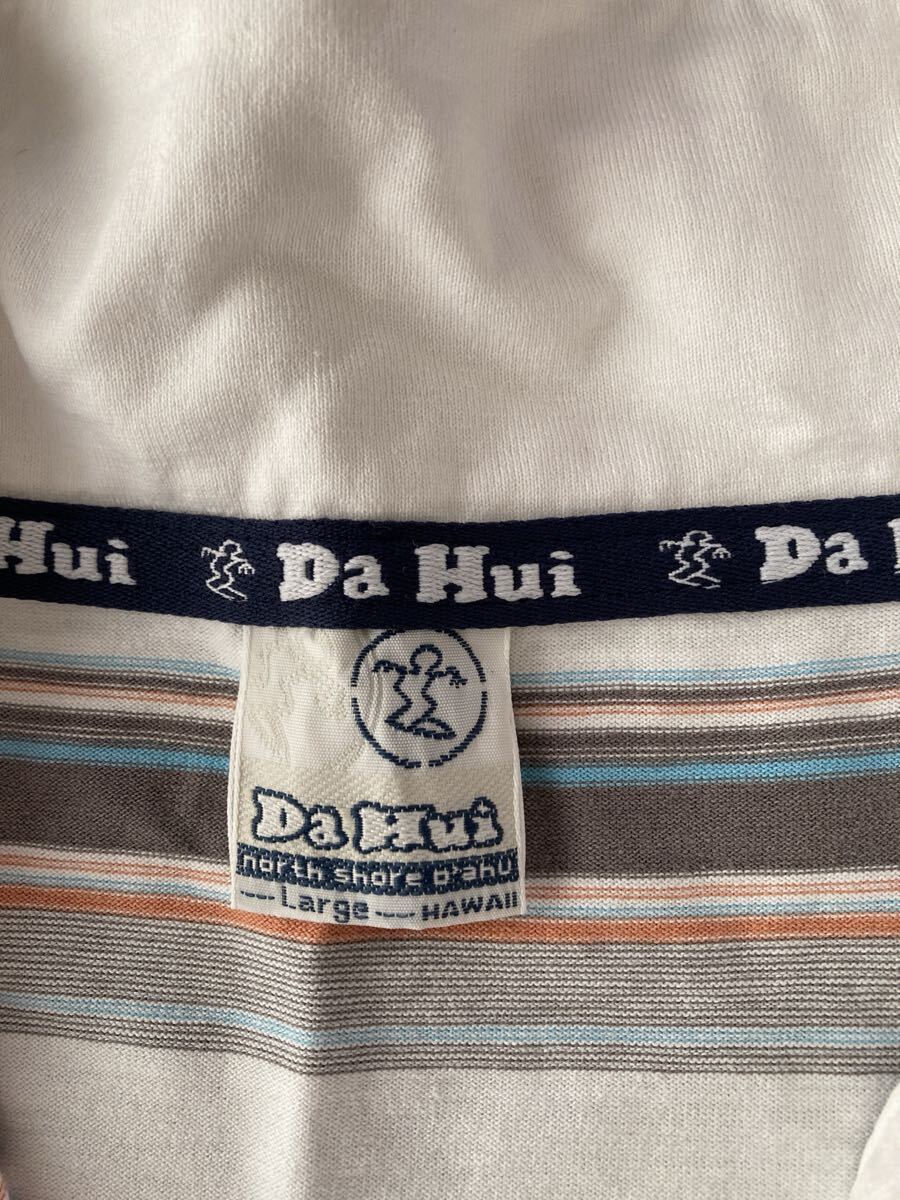 Hui Da Hui Da
Da Hui
north shore o'ahu
Large HAWAII